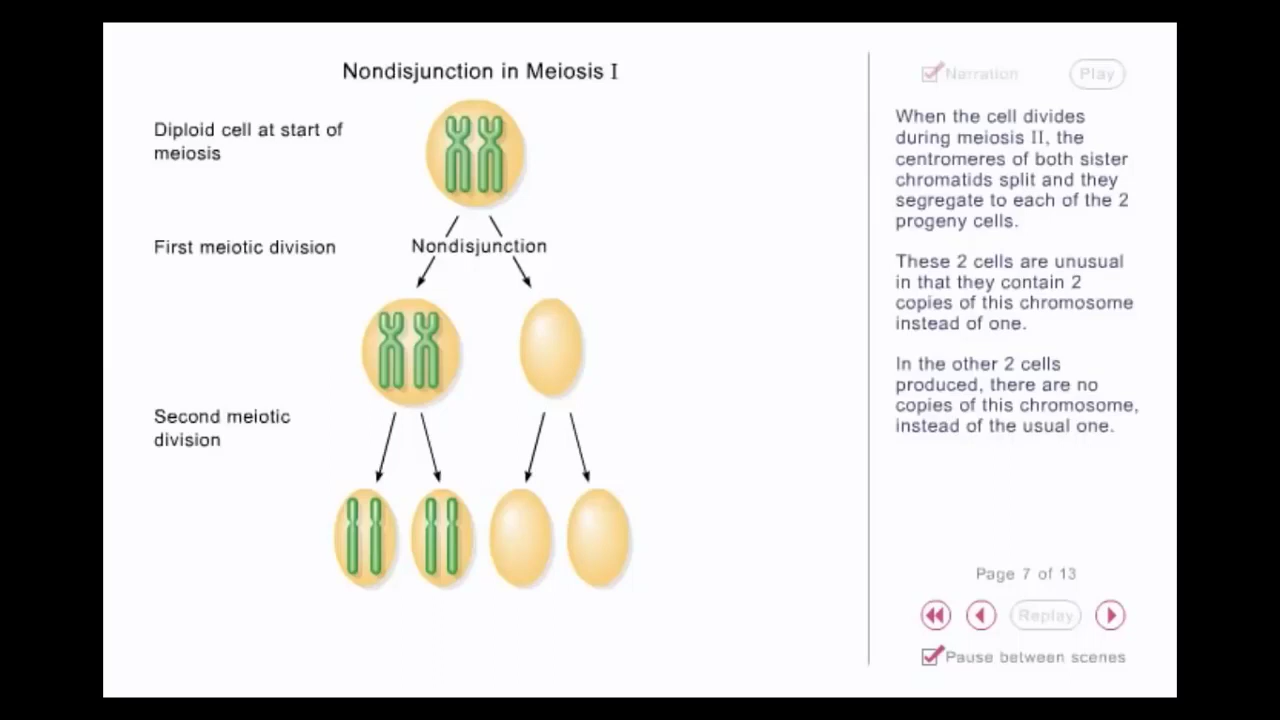 Nondisjunction in Meiosis I
Diploid cell at start of
meiosis
First meiotic division
Nondisjunction
Second meiotic
division
Narration
Play
When the cell divides
during meiosis II, the
centromeres of both sister
chromatids split and they
segregate to each of the 2
progeny cells.
These 2 cells are unusual
in that they contain 2
copies of this chromosome
instead of one.
In the other 2 cells
produced, there are no
copies of this chromosome,
instead of the usual one.
Page 7 of 13
Replay
Pause between scenes